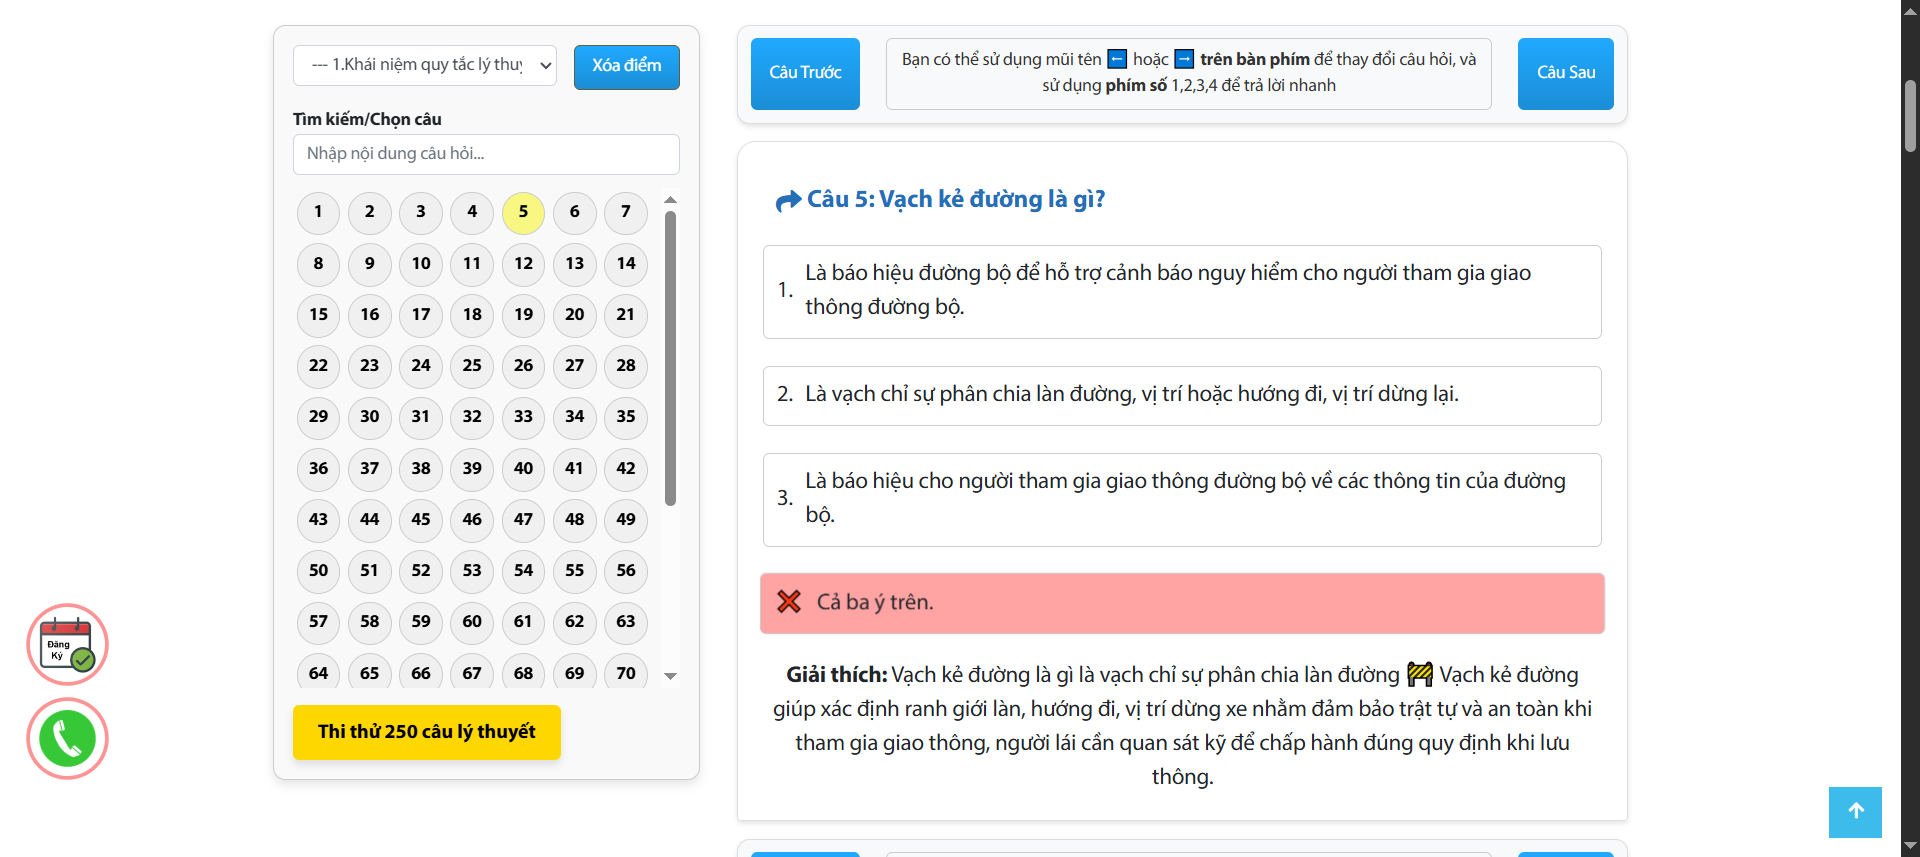 --- 1.Khái niệm quy tắc lý thuy
Xóa điểm
Tìm kiếm/Chọn câu
Nhập nội dung câu hỏi...
1 2 3 4 5 6 7
8 9 10 11 12 13 14
15 16 17 18 19 20 21
22 23 24 25 26 27 28
29 30 31 32 33 34 35
36 37 38 39 40 41 42
43 44 45 46 47 48 49
50 51 52 53 54 55 56
57 58 59 60 61 62 63
64 65 66 67 68 69 70
Thi thử 250 câu lý thuyết
Đăng
Ký
Câu Trước
Bạn có thể sử dụng mũi tên ← hoặc → trên bàn phím để thay đổi câu hỏi, và
sử dụng phím số 1,2,3,4 để trả lời nhanh
Câu Sau
Câu 5: Vạch kẻ đường là gì?
1. Là báo hiệu đường bộ để hỗ trợ cảnh báo nguy hiểm cho người tham gia giao
thông đường bộ.
2. Là vạch chỉ sự phân chia làn đường, vị trí hoặc hướng đi, vị trí dừng lại.
3. Là báo hiệu cho người tham gia giao thông đường bộ về các thông tin của đường
bộ.
Cả ba ý trên.
Giải thích: Vạch kẻ đường là gì là vạch chỉ sự phân chia làn đường 🚧 Vạch kẻ đường
giúp xác định ranh giới làn, hướng đi, vị trí dừng xe nhằm đảm bảo trật tự và an toàn khi
tham gia giao thông, người lái cần quan sát kỹ để chấp hành đúng quy định khi lưu
thông.